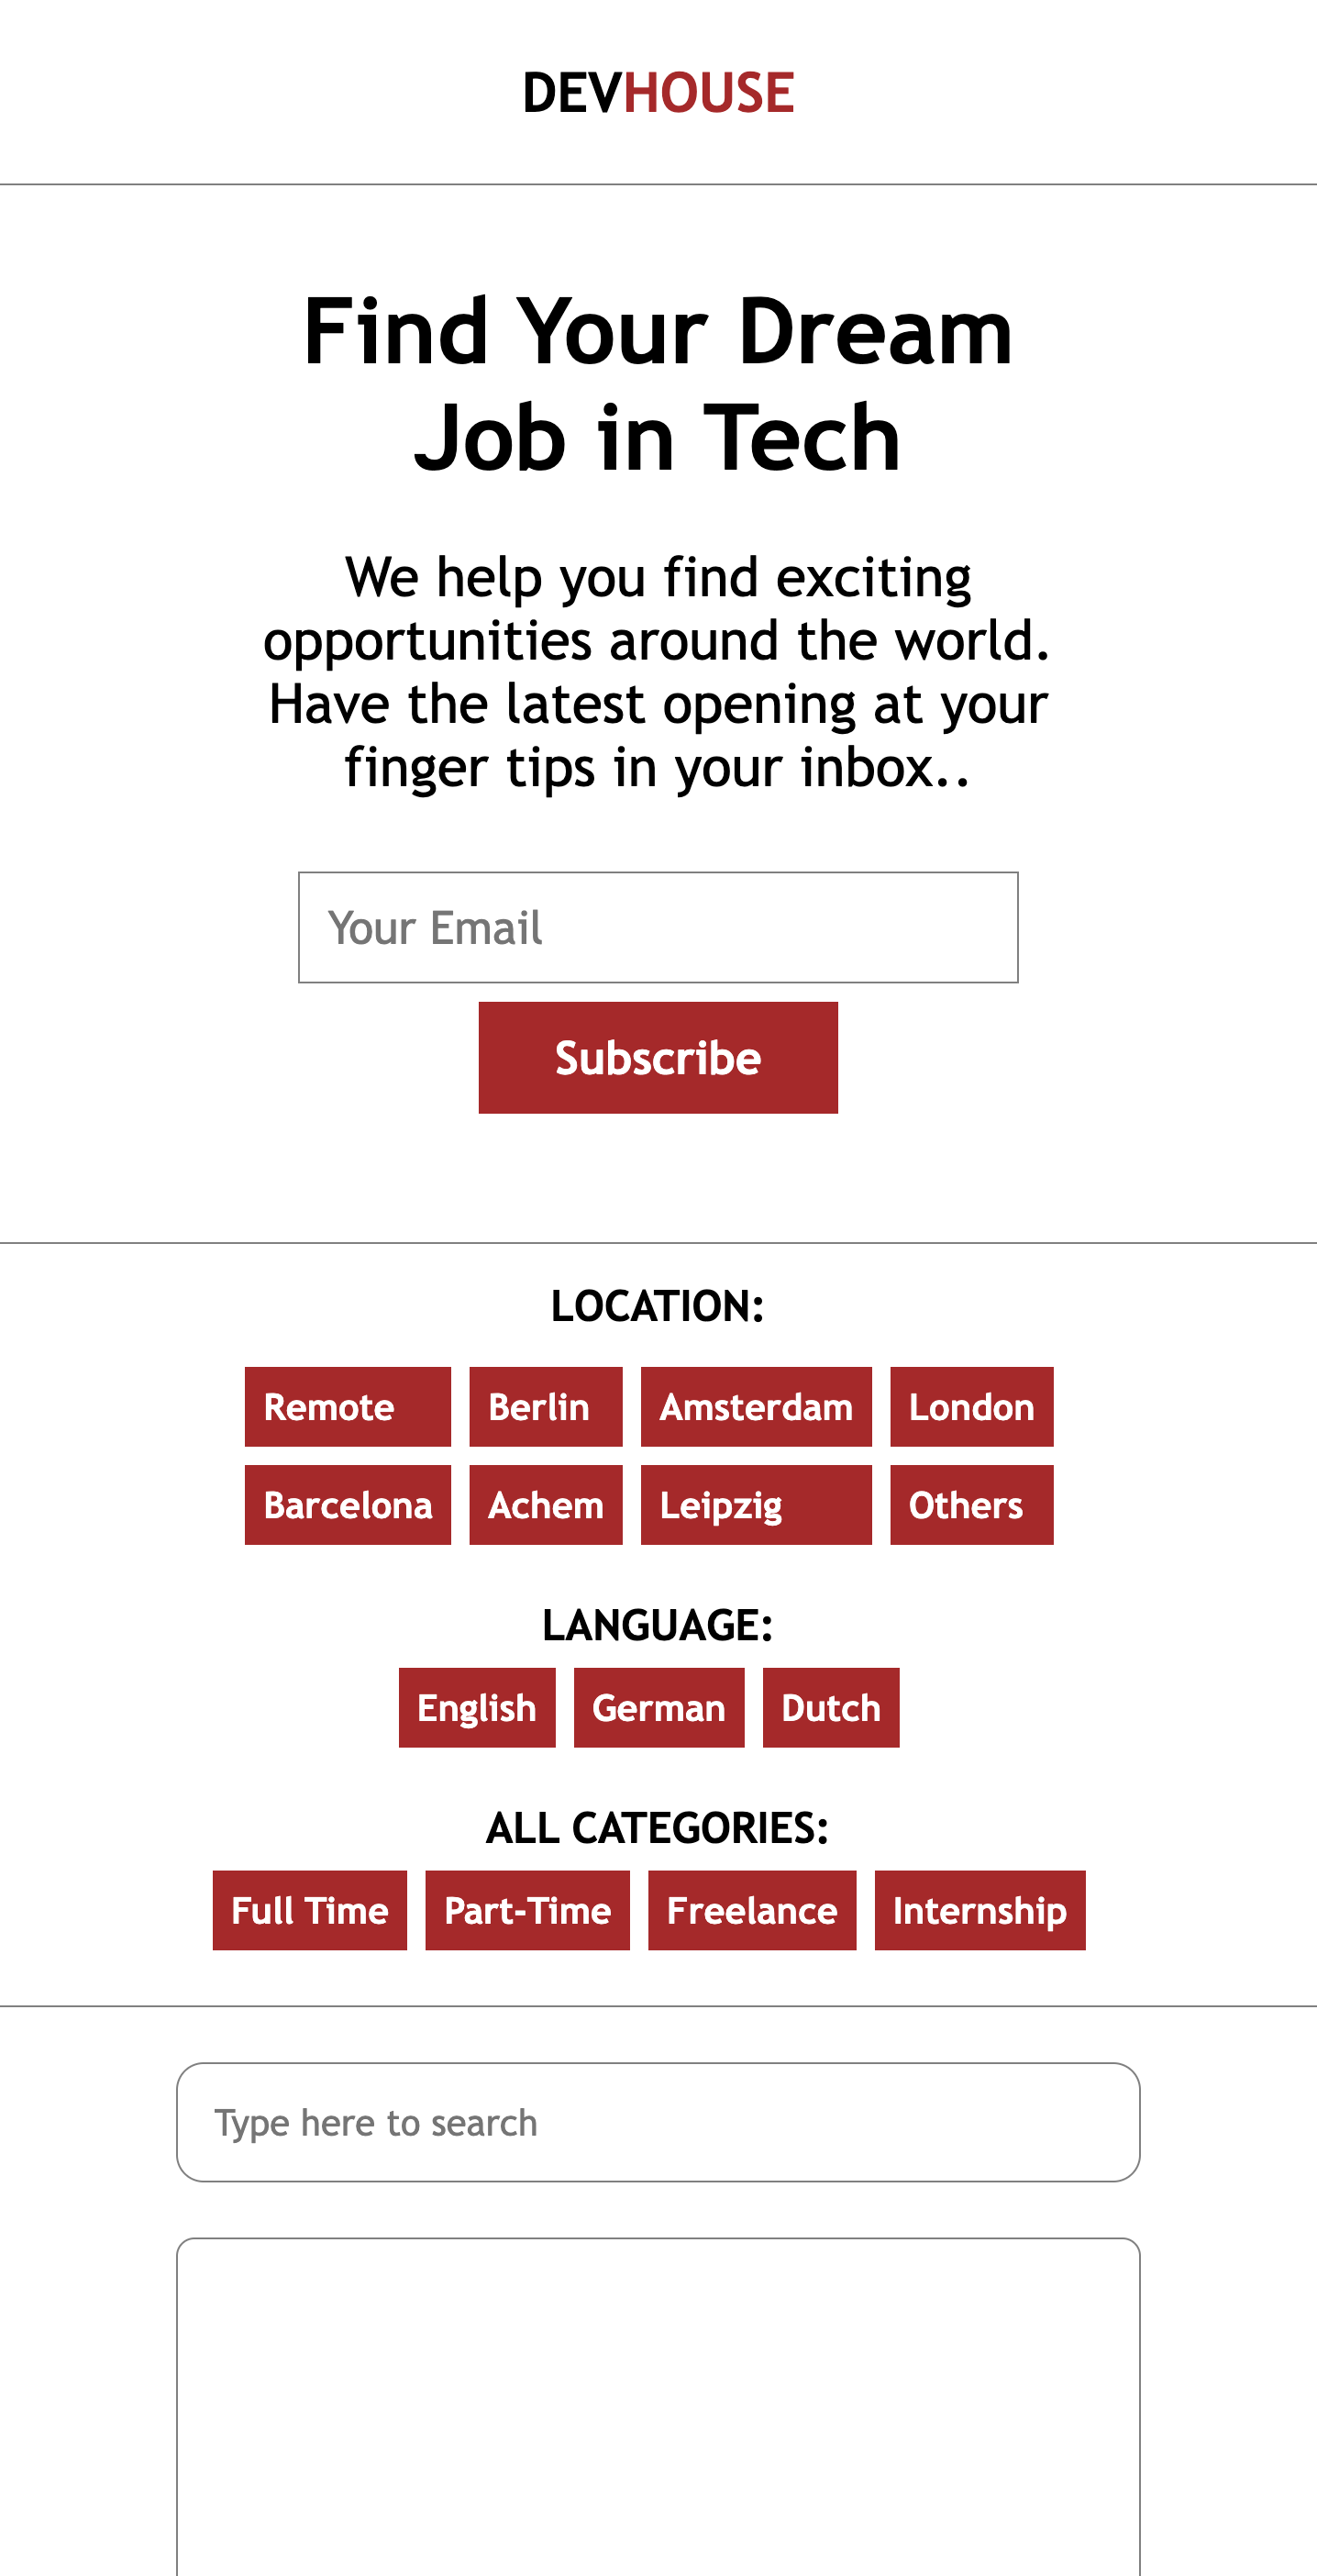 DEVHOUSE
Find Your Dream
Job in Tech
We help you find exciting
opportunities around the world.
Have the latest opening at your
finger tips in your inbox..
Your Email
Subscribe
LOCATION:
Remote Berlin Amsterdam London
Barcelona Achem Leipzig Others
LANGUAGE:
English German Dutch
ALL CATEGORIES:
Full Time Part-Time Freelance Internship
Type here to search